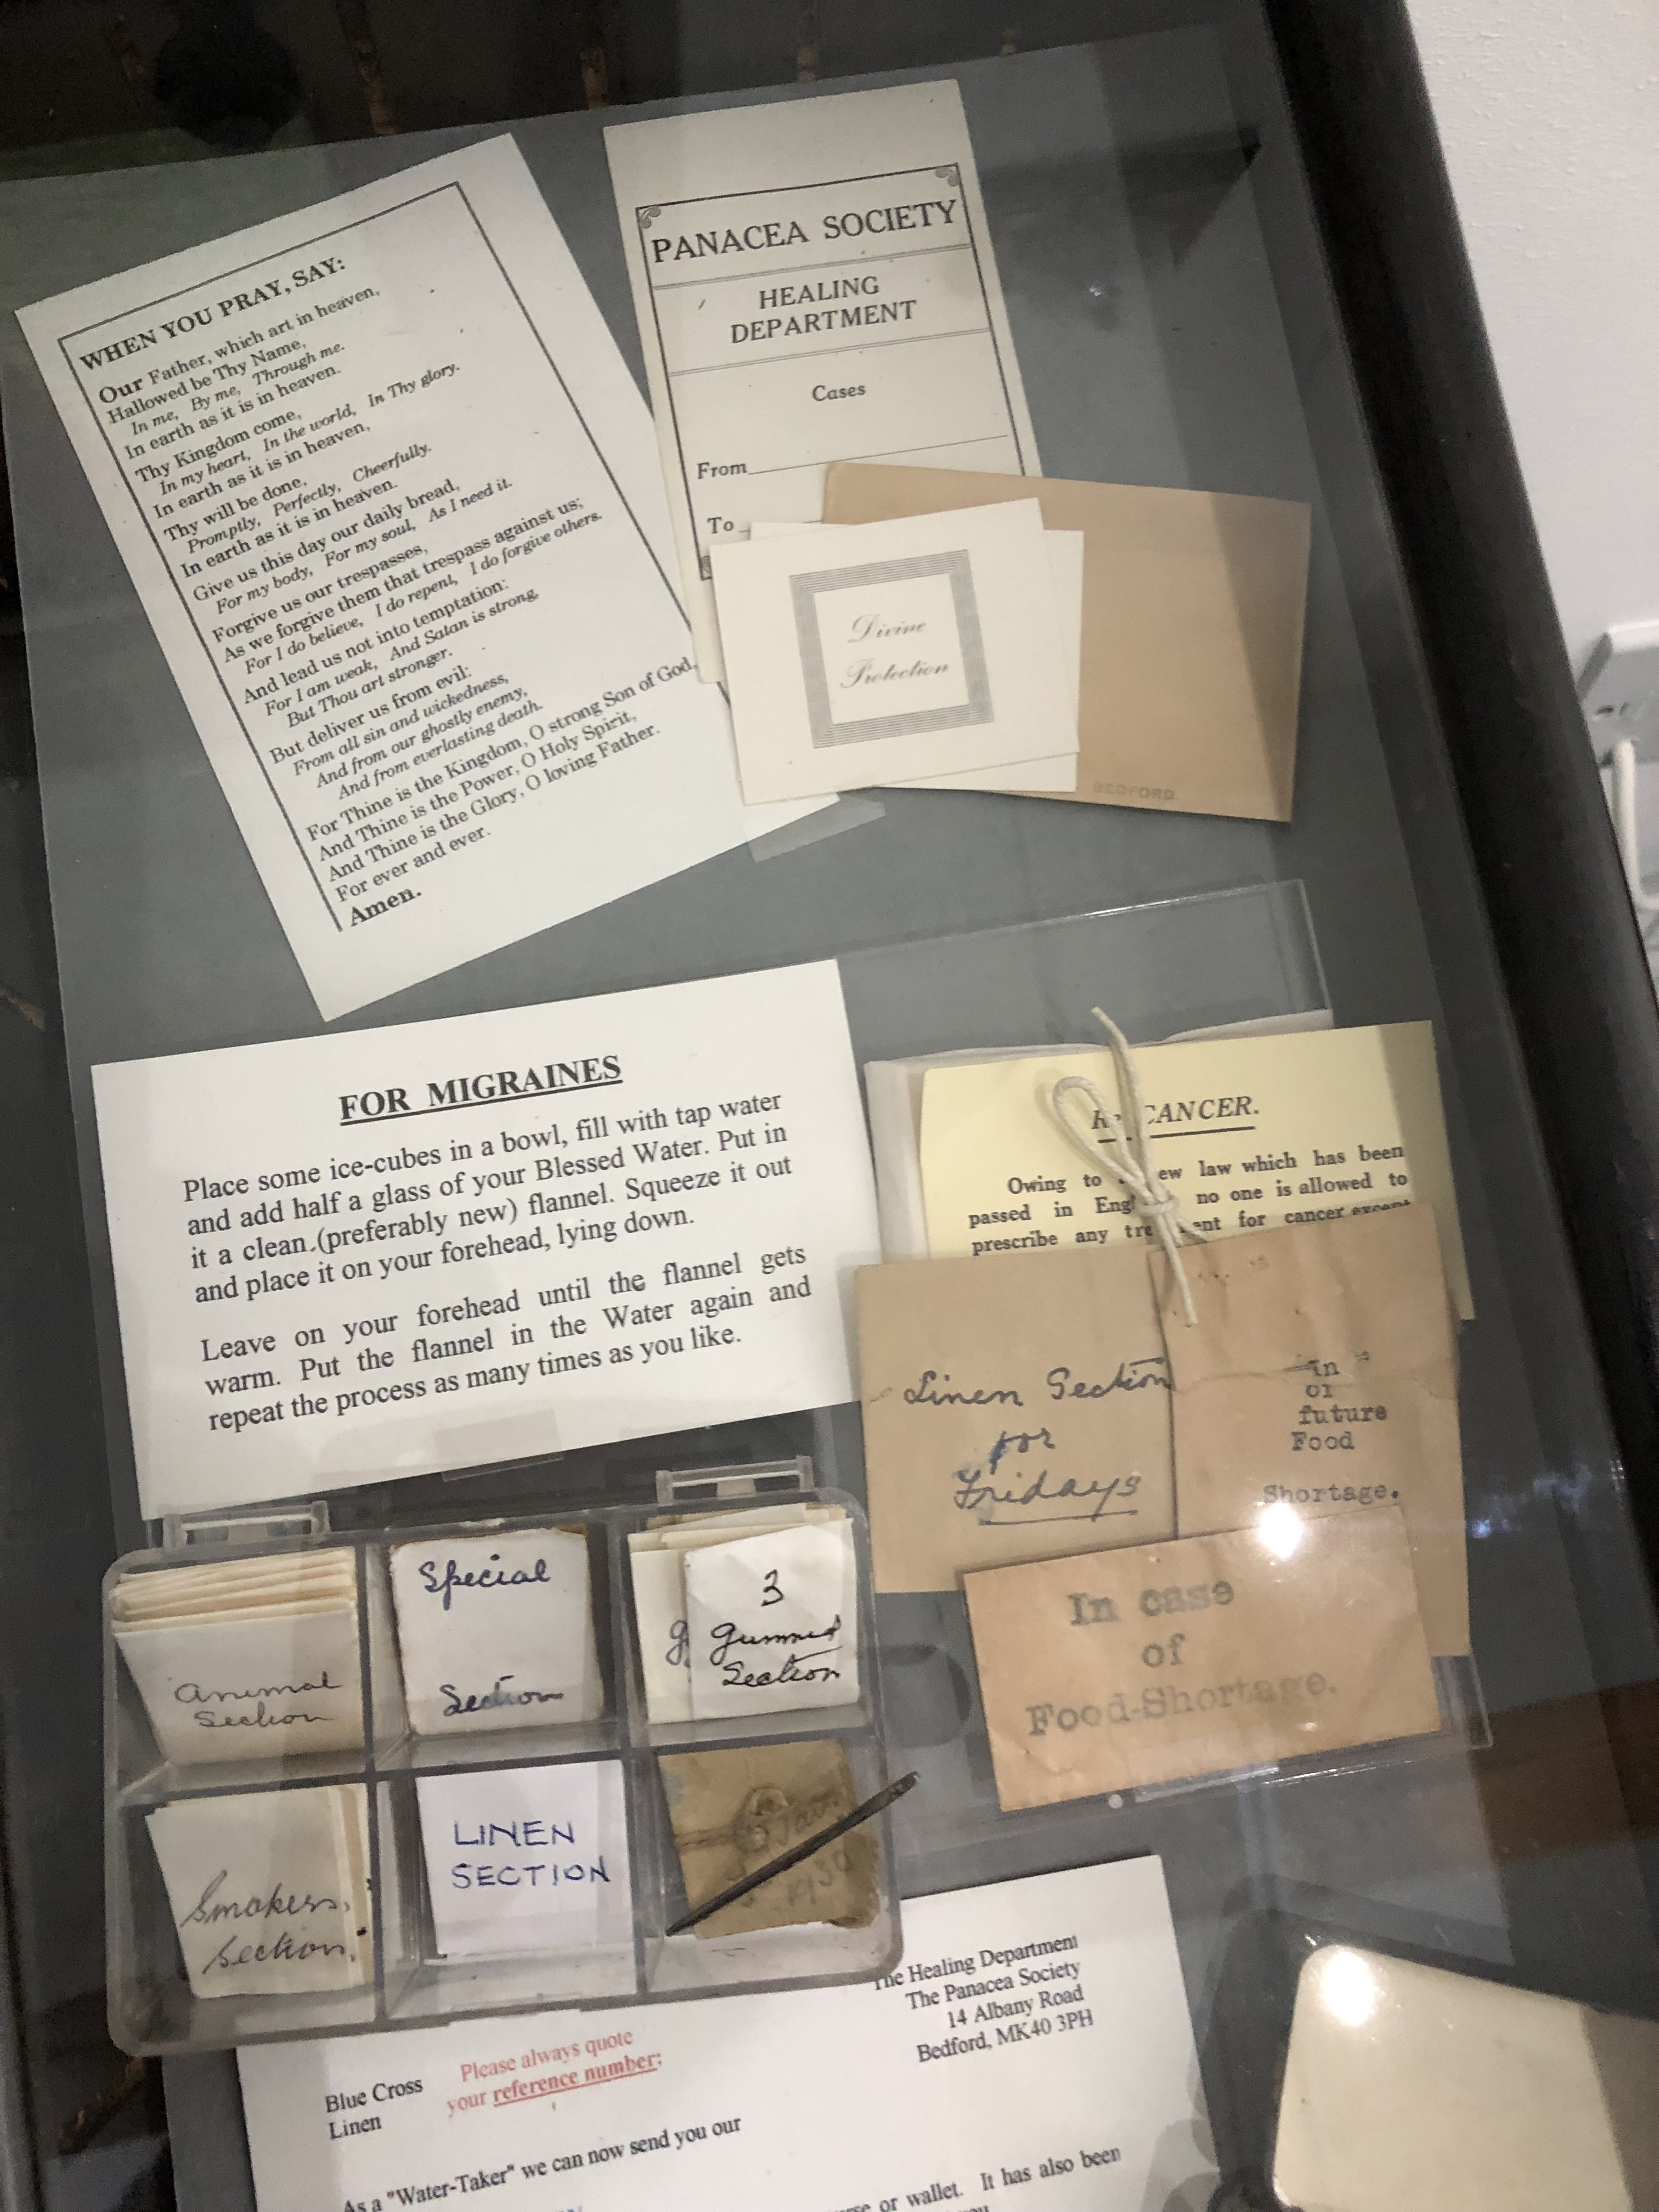 WHEN YOU PRAY, SAY:
Our Father, which art in heaven,
Hallowed be Thy Name,
In me, By me, Through me.
In earth as it is in heaven.
Thy Kingdom come,
In my heart, In the world, In Thy glory.
In earth as it is in heaven,
Thy will be done,
Promptly, Perfectly, Cheerfully.
In earth as it is in heaven.
Give us this day our daily bread,
For my body, For my soul, As I need it.
Forgive us our trespasses,
As we forgive them that trespass against us;
For I do believe, I do repent, I do forgive others.
And lead us not into temptation:
For I am weak, And Satan is strong,
But Thou art stronger.
But deliver us from evil:
From all sin and wickedness,
And from our ghostly enemy,
And from everlasting death.
For Thine is the Kingdom, O strong Son of God,
And Thine is the Power, O Holy Spirit,
And Thine is the Glory, O loving Father.
For ever and ever.
Amen.
PANACEA SOCIETY
HEALING
DEPARTMENT
Cases
From
To
Divine
Protection
BEDFORD.
FOR MIGRAINES
Place some ice-cubes in a bowl, fill with tap water
and add half a glass of your Blessed Water. Put in
it a clean (preferably new) flannel. Squeeze it out
and place it on your forehead, lying down.
Leave on your forehead until the flannel gets
warm. Put the flannel in the Water again and
repeat the process as many times as you like.
CANCER.
Owing to ew law which has been
passed in Engl no one is allowed to
prescribe any tre ent for cancer except
Linen Section
for
Fridays
in
or
future
Food
Shortage.
In case
of
Food-Shortage.
Animal
Section
Special
Section
3
gummed
Section
Smokers
Section.
LINEN
SECTION
The Healing Department
The Panacea Society
14 Albany Road
Bedford, MK40 3PH
Blue Cross
Linen
Please always quote
your reference number:
As a "Water-Taker" we can now send you our
or wallet. It has also been